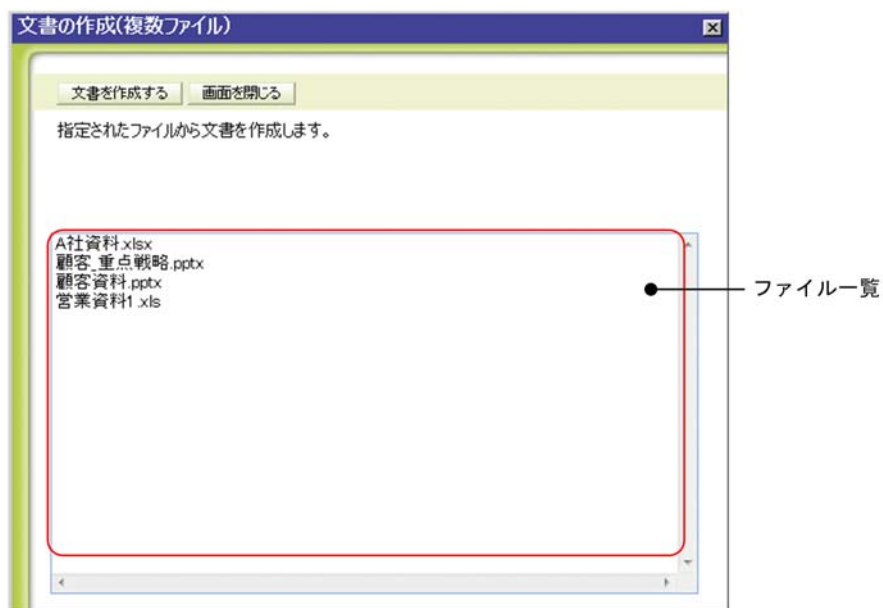 文書の作成(複数ファイル)
文書を作成する 画面を閉じる
指定されたファイルから文書を作成します。
A社資料.xlsx
顧客_重点戦略.pptx
顧客資料.pptx
営業資料1.xls
ファイル一覧